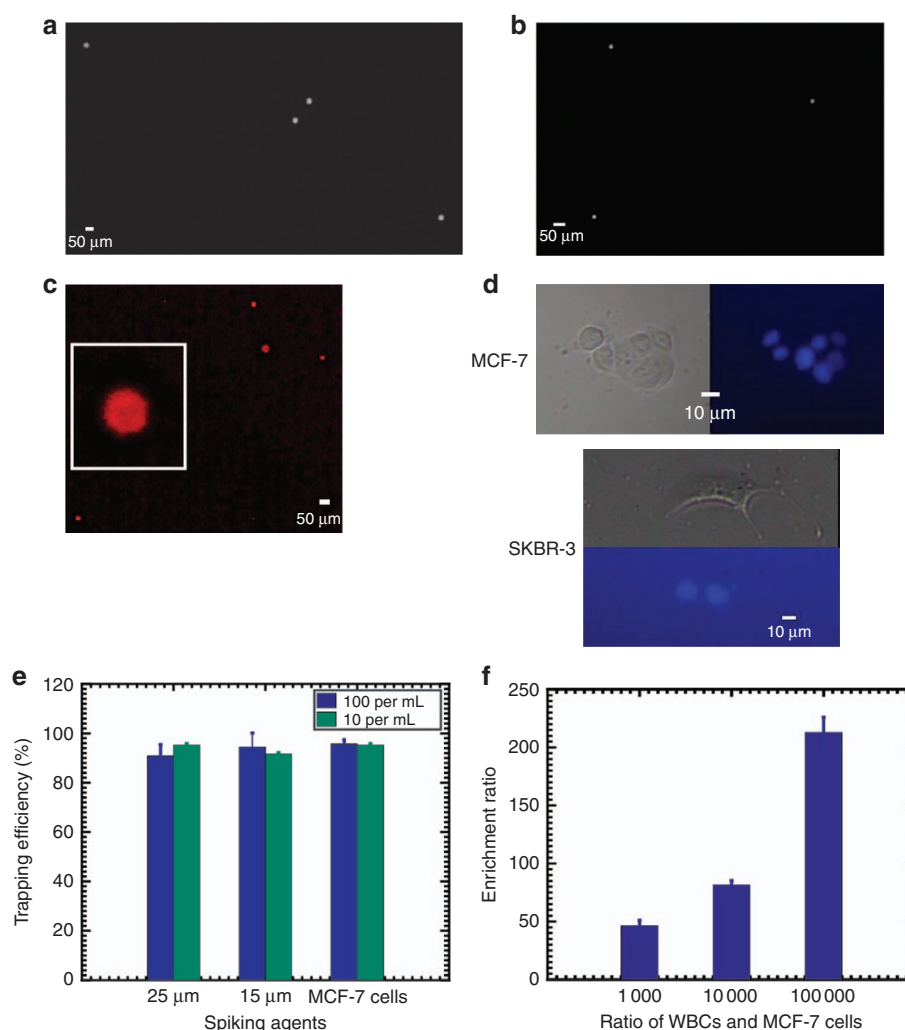 a
50 µm
b
50 µm
c
50 µm
d
MCF-7
10 µm
SKBR-3
10 µm
e
120
100
80
60
40
20
0
Trapping efficiency (%)
100 per mL
10 per mL
25 µm
15 µm
MCF-7 cells
Spiking agents
f
250
200
150
100
50
0
Enrichment ratio
1 000
10 000
100 000
Ratio of WBCs and MCF-7 cells